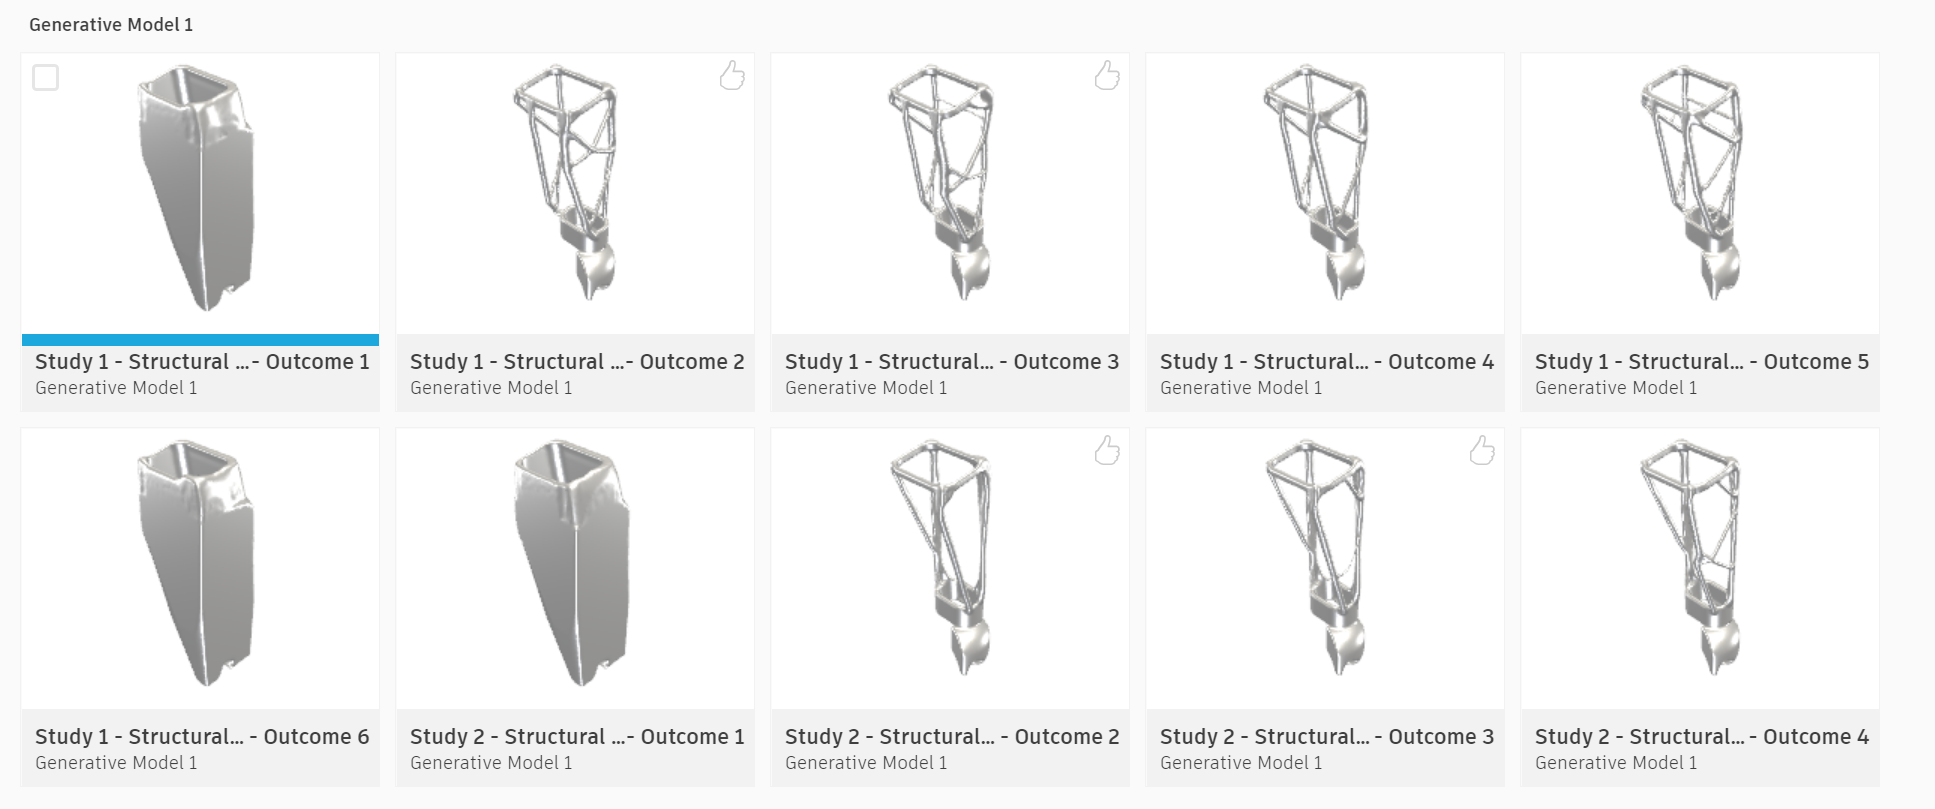 Generative Model 1
Study 1 - Structural ...- Outcome 1
Generative Model 1
Study 1 - Structural ...- Outcome 2
Generative Model 1
Study 1 - Structural... - Outcome 3
Generative Model 1
Study 1 - Structural... - Outcome 4
Generative Model 1
Study 1 - Structural... - Outcome 5
Generative Model 1
Study 1 - Structural... - Outcome 6
Generative Model 1
Study 2 - Structural ...- Outcome 1
Generative Model 1
Study 2 - Structural... - Outcome 2
Generative Model 1
Study 2 - Structural... - Outcome 3
Generative Model 1
Study 2 - Structural... - Outcome 4
Generative Model 1